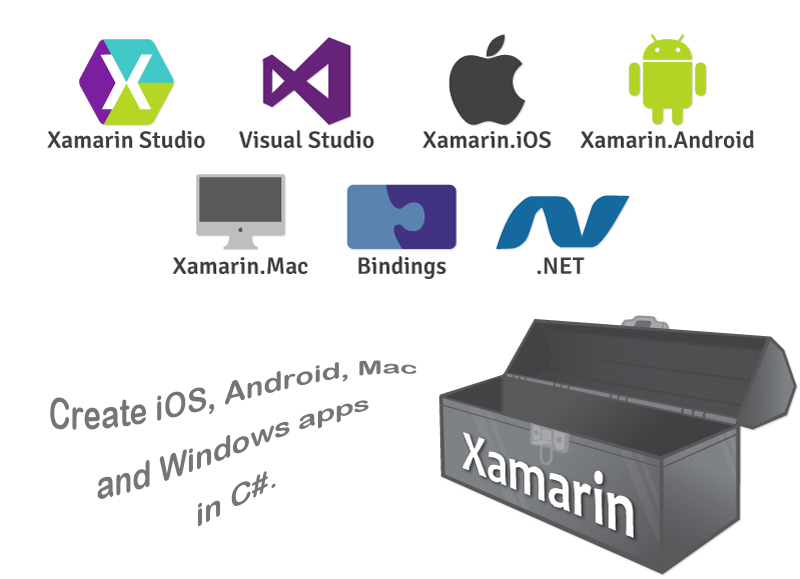 Xamarin Studio
Visual Studio
Xamarin.iOS
Xamarin.Android
Xamarin.Mac
Bindings
.NET
Create iOS, Android, Mac
and Windows apps
in C#.
Xamarin